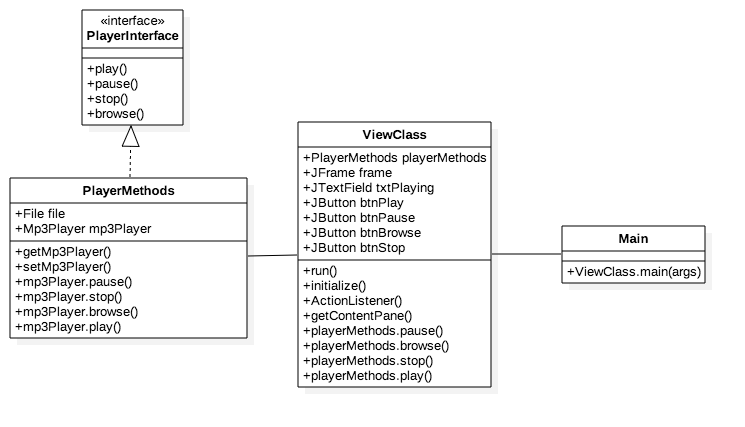 «interface»
PlayerInterface
+play()
+pause()
+stop()
+browse()
PlayerMethods
+File file
+Mp3Player mp3Player
+getMp3Player()
+setMp3Player()
+mp3Player.pause()
+mp3Player.stop()
+mp3Player.browse()
+mp3Player.play()
ViewClass
+PlayerMethods playerMethods
+JFrame frame
+JTextField txtPlaying
+JButton btnPlay
+JButton btnPause
+JButton btnBrowse
+JButton btnStop
+run()
+initialize()
+ActionListener()
+getContentPane()
+playerMethods.pause()
+playerMethods.browse()
+playerMethods.stop()
+playerMethods.play()
Main
+ViewClass.main(args)